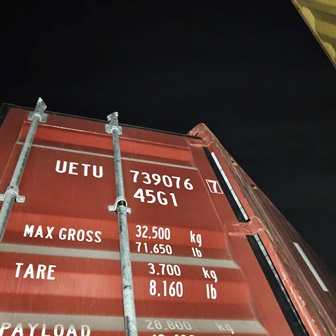 UETU 739076 7
45G1
MAX GROSS 32,500 kg
71,650 lb
TARE 3,700 kg
8,160 lb
PAYLOAD 28,800 kg